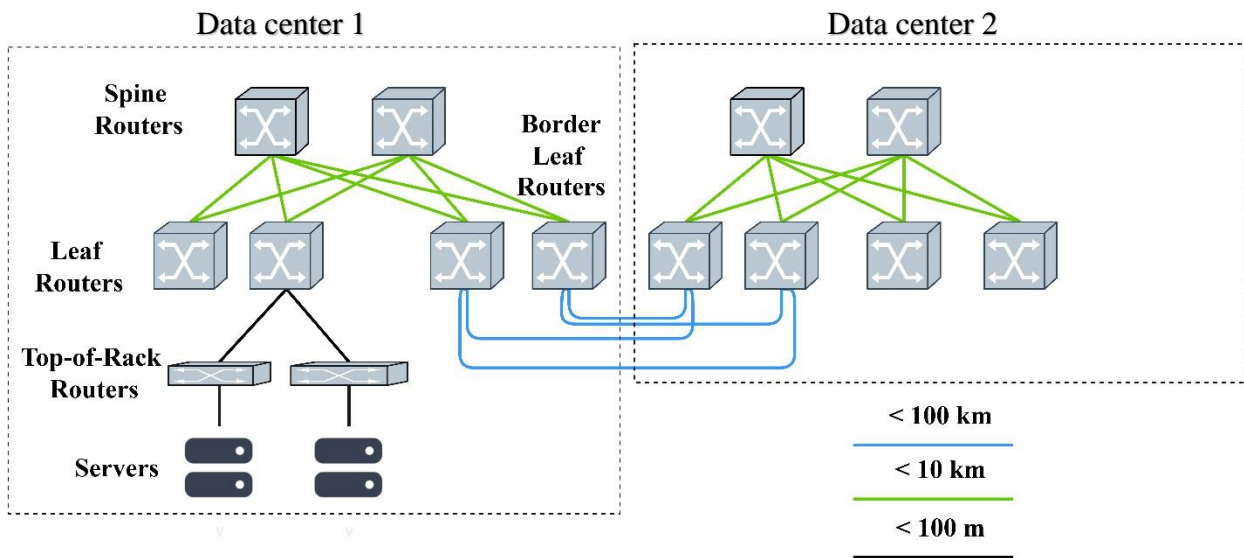 Data center 1
Data center 2
Spine
Routers
Border
Leaf
Routers
Leaf
Routers
Top-of-Rack
Routers
Servers
< 100 km
< 10 km
< 100 m
v
v